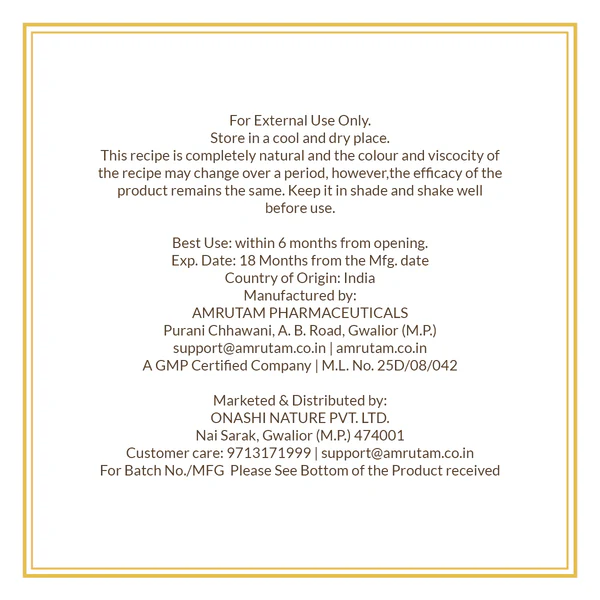 For External Use Only.
Store in a cool and dry place.
This recipe is completely natural and the colour and viscocity of
the recipe may change over a period, however,the efficacy of the
product remains the same. Keep it in shade and shake well
before use.
Best Use: within 6 months from opening.
Exp. Date: 18 Months from the Mfg. date
Country of Origin: India
Manufactured by:
AMRUTAM PHARMACEUTICALS
Purani Chhawani, A. B. Road, Gwalior (M.P.)
support@amrutam.co.in | amrutam.co.in
A GMP Certified Company | M.L. No. 25D/08/042
Marketed & Distributed by:
ONASHI NATURE PVT. LTD.
Nai Sarak, Gwalior (M.P.) 474001
Customer care: 9713171999 | support@amrutam.co.in
For Batch No./MFG Please See Bottom of the Product received